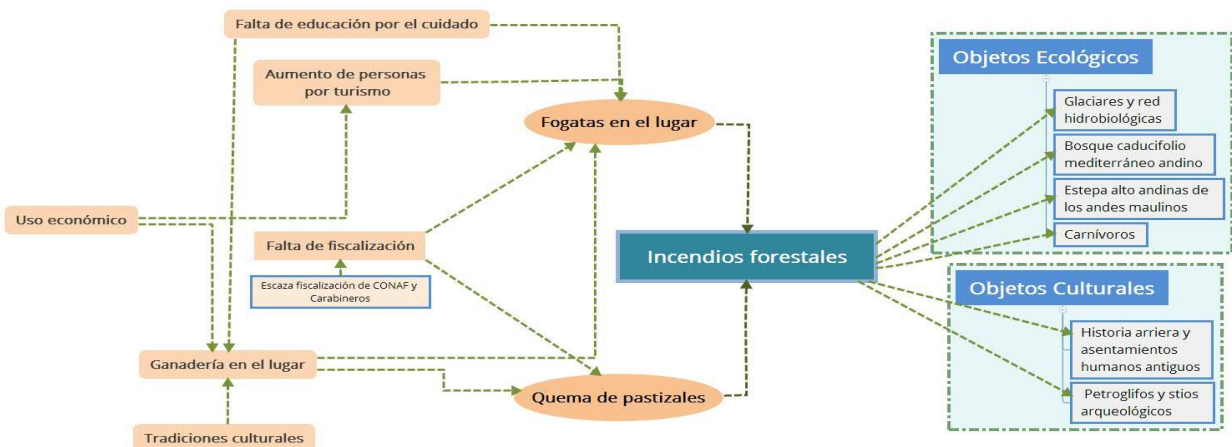 Falta de educación por el cuidado
Aumento de personas
por turismo
Fogatas en el lugar
Uso económico
Falta de fiscalización
Escaza fiscalización de CONAF y
Carabineros
Ganadería en el lugar
Quema de pastizales
Tradiciones culturales
Incendios forestales
Objetos Ecológicos
Glaciares y red
hidrobiológicas
Bosque caducifolio
mediterráneo andino
Estepa alto andinas de
los andes maulinos
Carnívoros
Objetos Culturales
Historia arriera y
asentamientos
humanos antiguos
Petroglifos y stios
arqueológicos